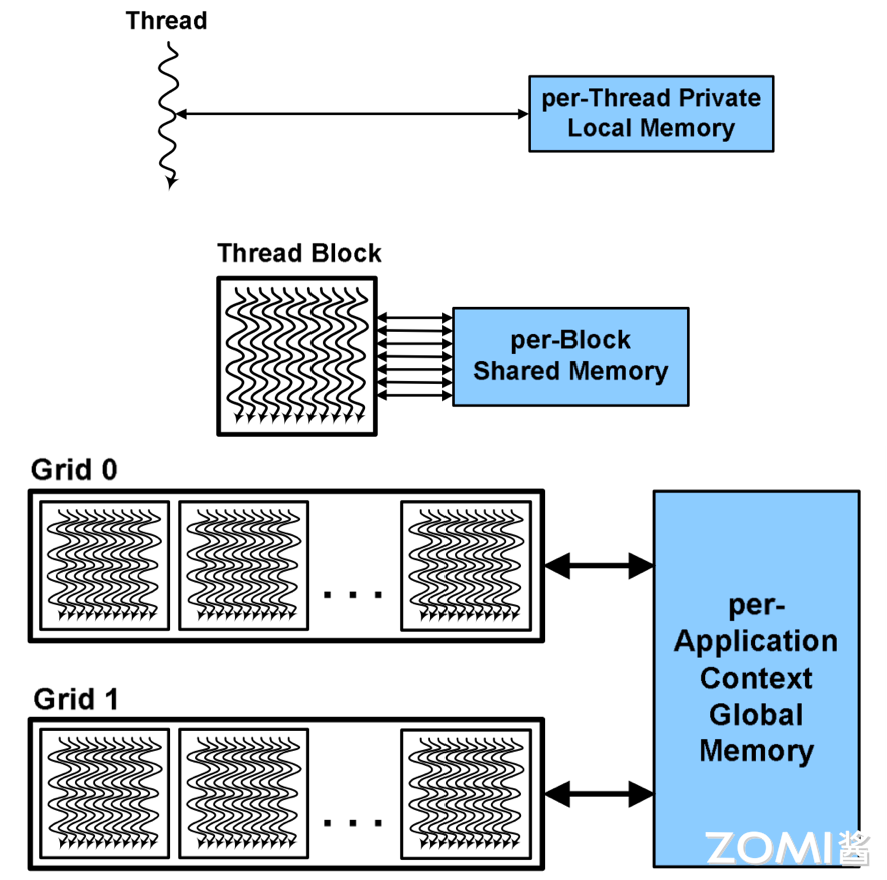 Thread
per-Thread Private
Local Memory
Thread Block
per-Block
Shared Memory
Grid 0
. . .
per-
Application
Context
Global
Memory
Grid 1
. . .
ZOMI酱